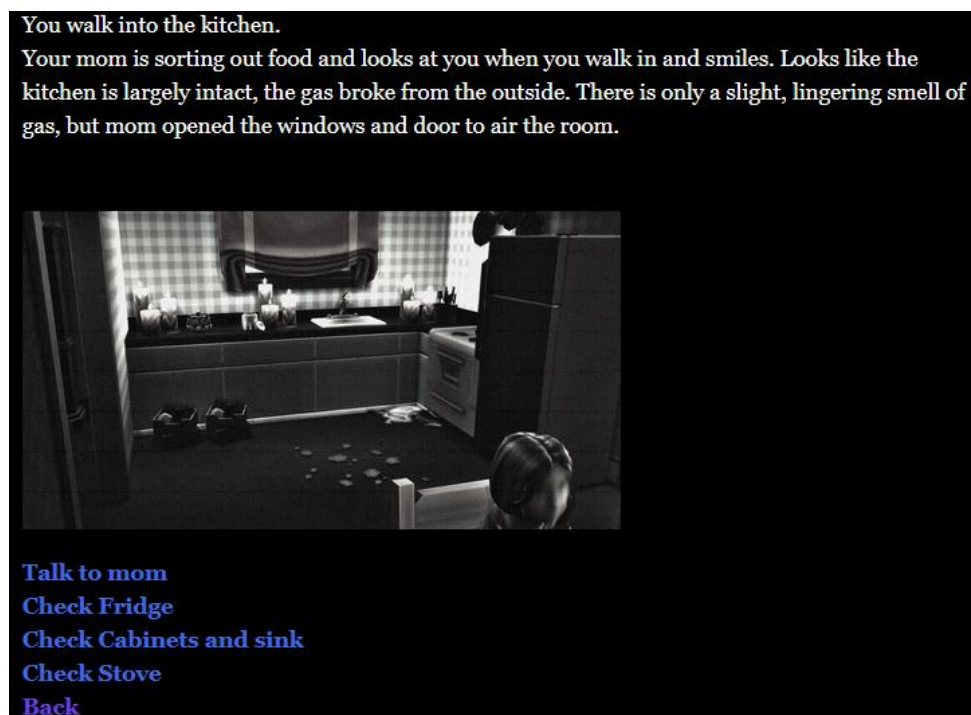 You walk into the kitchen.
Your mom is sorting out food and looks at you when you walk in and smiles. Looks like the
kitchen is largely intact, the gas broke from the outside. There is only a slight, lingering smell of
gas, but mom opened the windows and door to air the room.
Talk to mom
Check Fridge
Check Cabinets and sink
Check Stove
Back